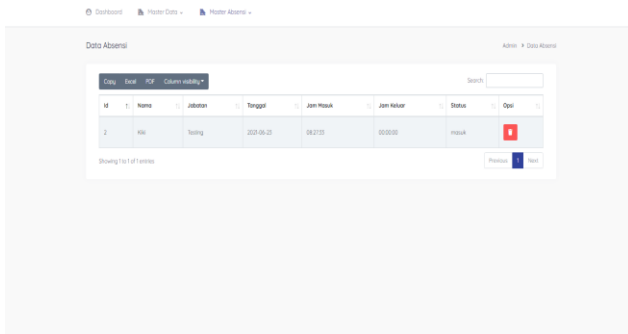 Dashboard Master Data Master Absensi
Data Absensi Admin Data Absensi
Copy Excel PDF Column visibility Search
Id Nama Jabatan Tanggal Jam Masuk Jam Keluar Status Opsi
2 Kiki Testing 2021-06-23 08:27:33 00:00:00 masuk
Showing 1 to 1 of 1 entries Previous 1 Next